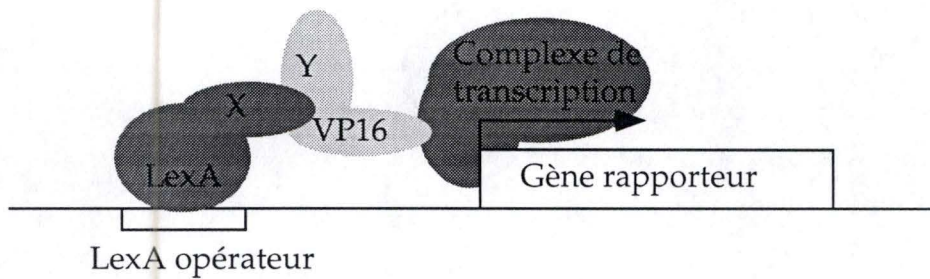 Complexe de
transcription
Y
X
VP16
LexA
Gène rapporteur
LexA opérateur